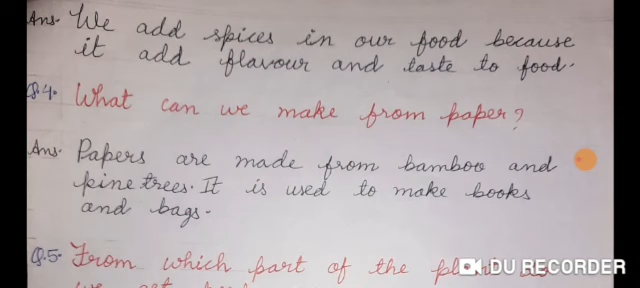 Ans- We add spices in our food because
it add flavour and taste to food.
Q.4. What can we make from paper?
Ans. Papers are made from bamboo and
pine trees. It is used to make books
and bags.
Q.5. From which part of the
DU RECORDER
we get